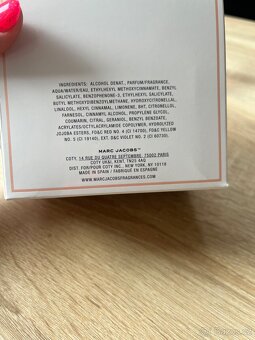 INGREDIENTS: ALCOHOL DENAT., PARFUM/FRAGRANCE,
AQUA/WATER/EAU, ETHYLHEXYL METHOXYCINNAMATE, BENZYL
SALICYLATE, BENZOPHENONE-3, ETHYLHEXYL SALICYLATE,
BUTYL METHOXYDIBENZOYLMETHANE, HYDROXYCITRONELLAL,
LINALOOL, HEXYL CINNAMAL, LIMONENE, BHT, CITRONELLOL,
FARNESOL, CINNAMYL ALCOHOL, PROPYLENE GLYCOL,
COUMARIN, CITRAL, GERANIOL, BENZYL BENZOATE,
ACRYLATES/OCTYLACRYLAMIDE COPOLYMER, HYDROLYZED
JOJOBA ESTERS, FD&C RED NO. 4 (CI 14700), FD&C YELLOW
NO. 5 (CI 19140), EXT. D&C VIOLET NO. 2 (CI 60730).
MARC JACOBS™
COTY, 14 RUE DU QUATRE SEPTEMBRE, 75002 PARIS
COTY UK&I, KENT, TN25 4AQ
DIST. FOR/POUR COTY INC., NEW YORK, NY 10118
MADE IN SPAIN / FABRIQUÉ EN ESPAGNE
WWW.MARCJACOBSFRAGRANCES.COM